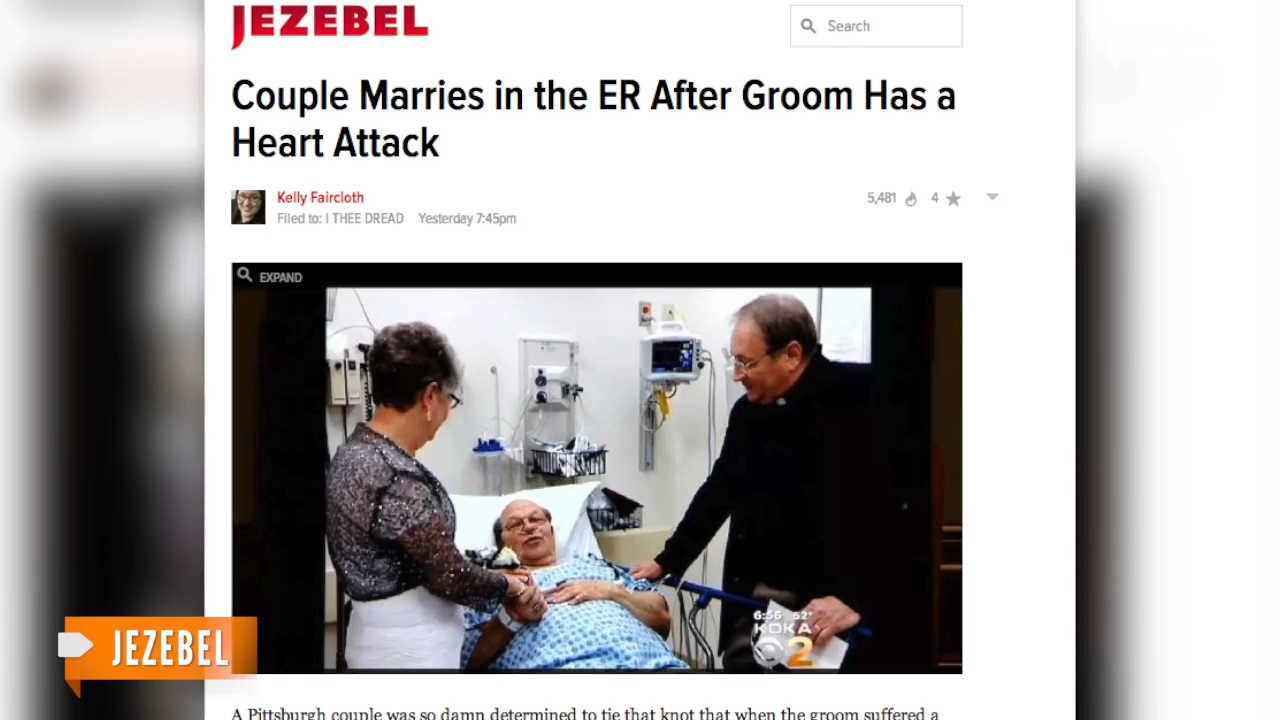 JEZEBEL
Search
Couple Marries in the ER After Groom Has a
Heart Attack
Kelly Faircloth
5,481 4
Filed to: I THEE DREAD Yesterday 7:45pm
EXPAND
6:56 52°
KDKA
2
JEZEBEL
A Pittsburgh couple was so damn determined to tie that knot that when the groom suffered a